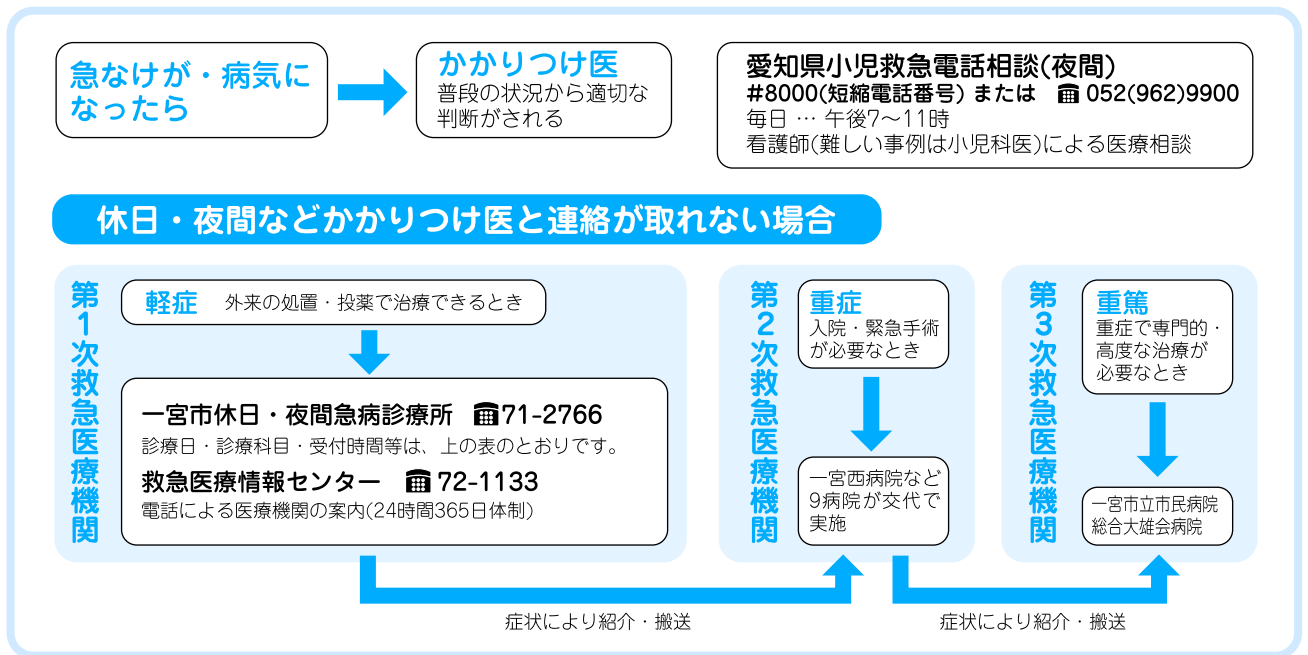 急なけが・病気に
なったら
かかりつけ医
普段の状況から適切な
判断がされる
愛知県小児救急電話相談(夜間)
#8000(短縮電話番号) または ☎052(962)9900
毎日 … 午後7〜11時
看護師(難しい事例は小児科医)による医療相談
休日・夜間などかかりつけ医と連絡が取れない場合
第1次救急医療機関
軽症 外来の処置・投薬で治療できるとき
一宮市休日・夜間急病診療所 ☎71-2766
診療日・診療科目・受付時間等は、上の表のとおりです。
救急医療情報センター ☎72-1133
電話による医療機関の案内(24時間365日体制)
第2次救急医療機関
重症
入院・緊急手術
が必要なとき
一宮西病院など
9病院が交代で
実施
第3次救急医療機関
重篤
重症で専門的・
高度な治療が
必要なとき
一宮市立市民病院
総合大雄会病院
症状により紹介・搬送
症状により紹介・搬送